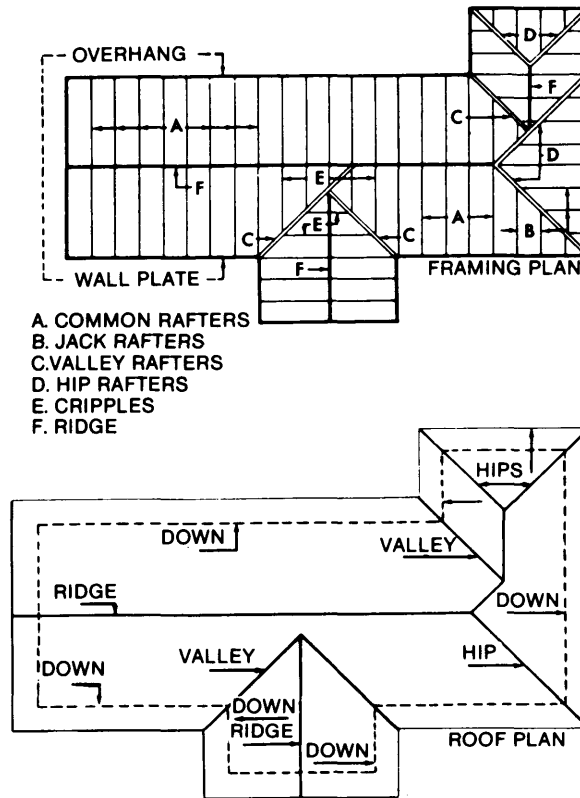 OVERHANG
D
F
A
C
D
E
F
C
E
C
A
B
F
WALL PLATE
FRAMING PLAN
A. COMMON RAFTERS
B. JACK RAFTERS
C.VALLEY RAFTERS
D. HIP RAFTERS
E. CRIPPLES
F. RIDGE
HIPS
DOWN
VALLEY
RIDGE
DOWN
DOWN
VALLEY
HIP
DOWN
RIDGE
DOWN
ROOF PLAN